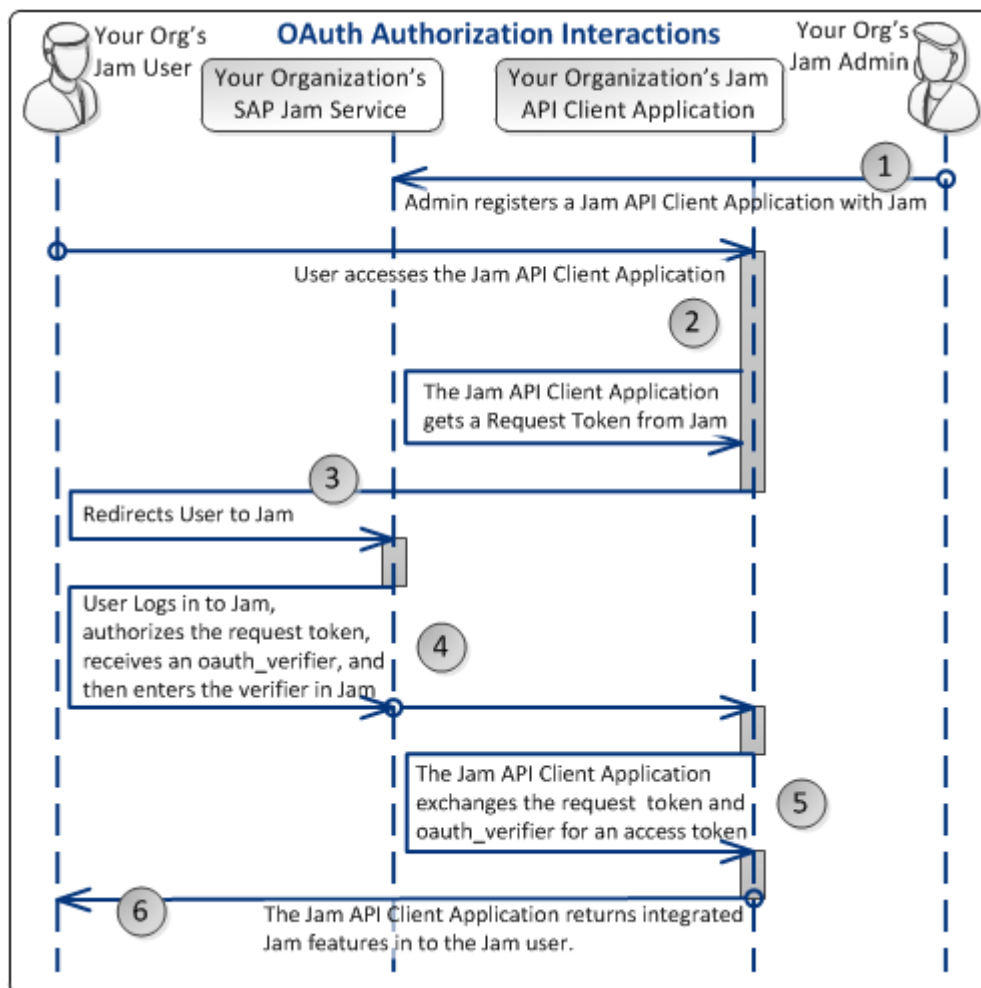 OAuth Authorization Interactions
Your Org's
Jam User
Your Organization's
SAP Jam Service
Your Organization's Jam
API Client Application
Your Org's
Jam Admin
1
Admin registers a Jam API Client Application with Jam
User accesses the Jam API Client Application
2
The Jam API Client Application
gets a Request Token from Jam
3
Redirects User to Jam
User Logs in to Jam,
authorizes the request token,
receives an oauth_verifier, and
then enters the verifier in Jam
4
The Jam API Client Application
exchanges the request token and
oauth_verifier for an access token
5
6
The Jam API Client Application returns integrated
Jam features in to the Jam user.